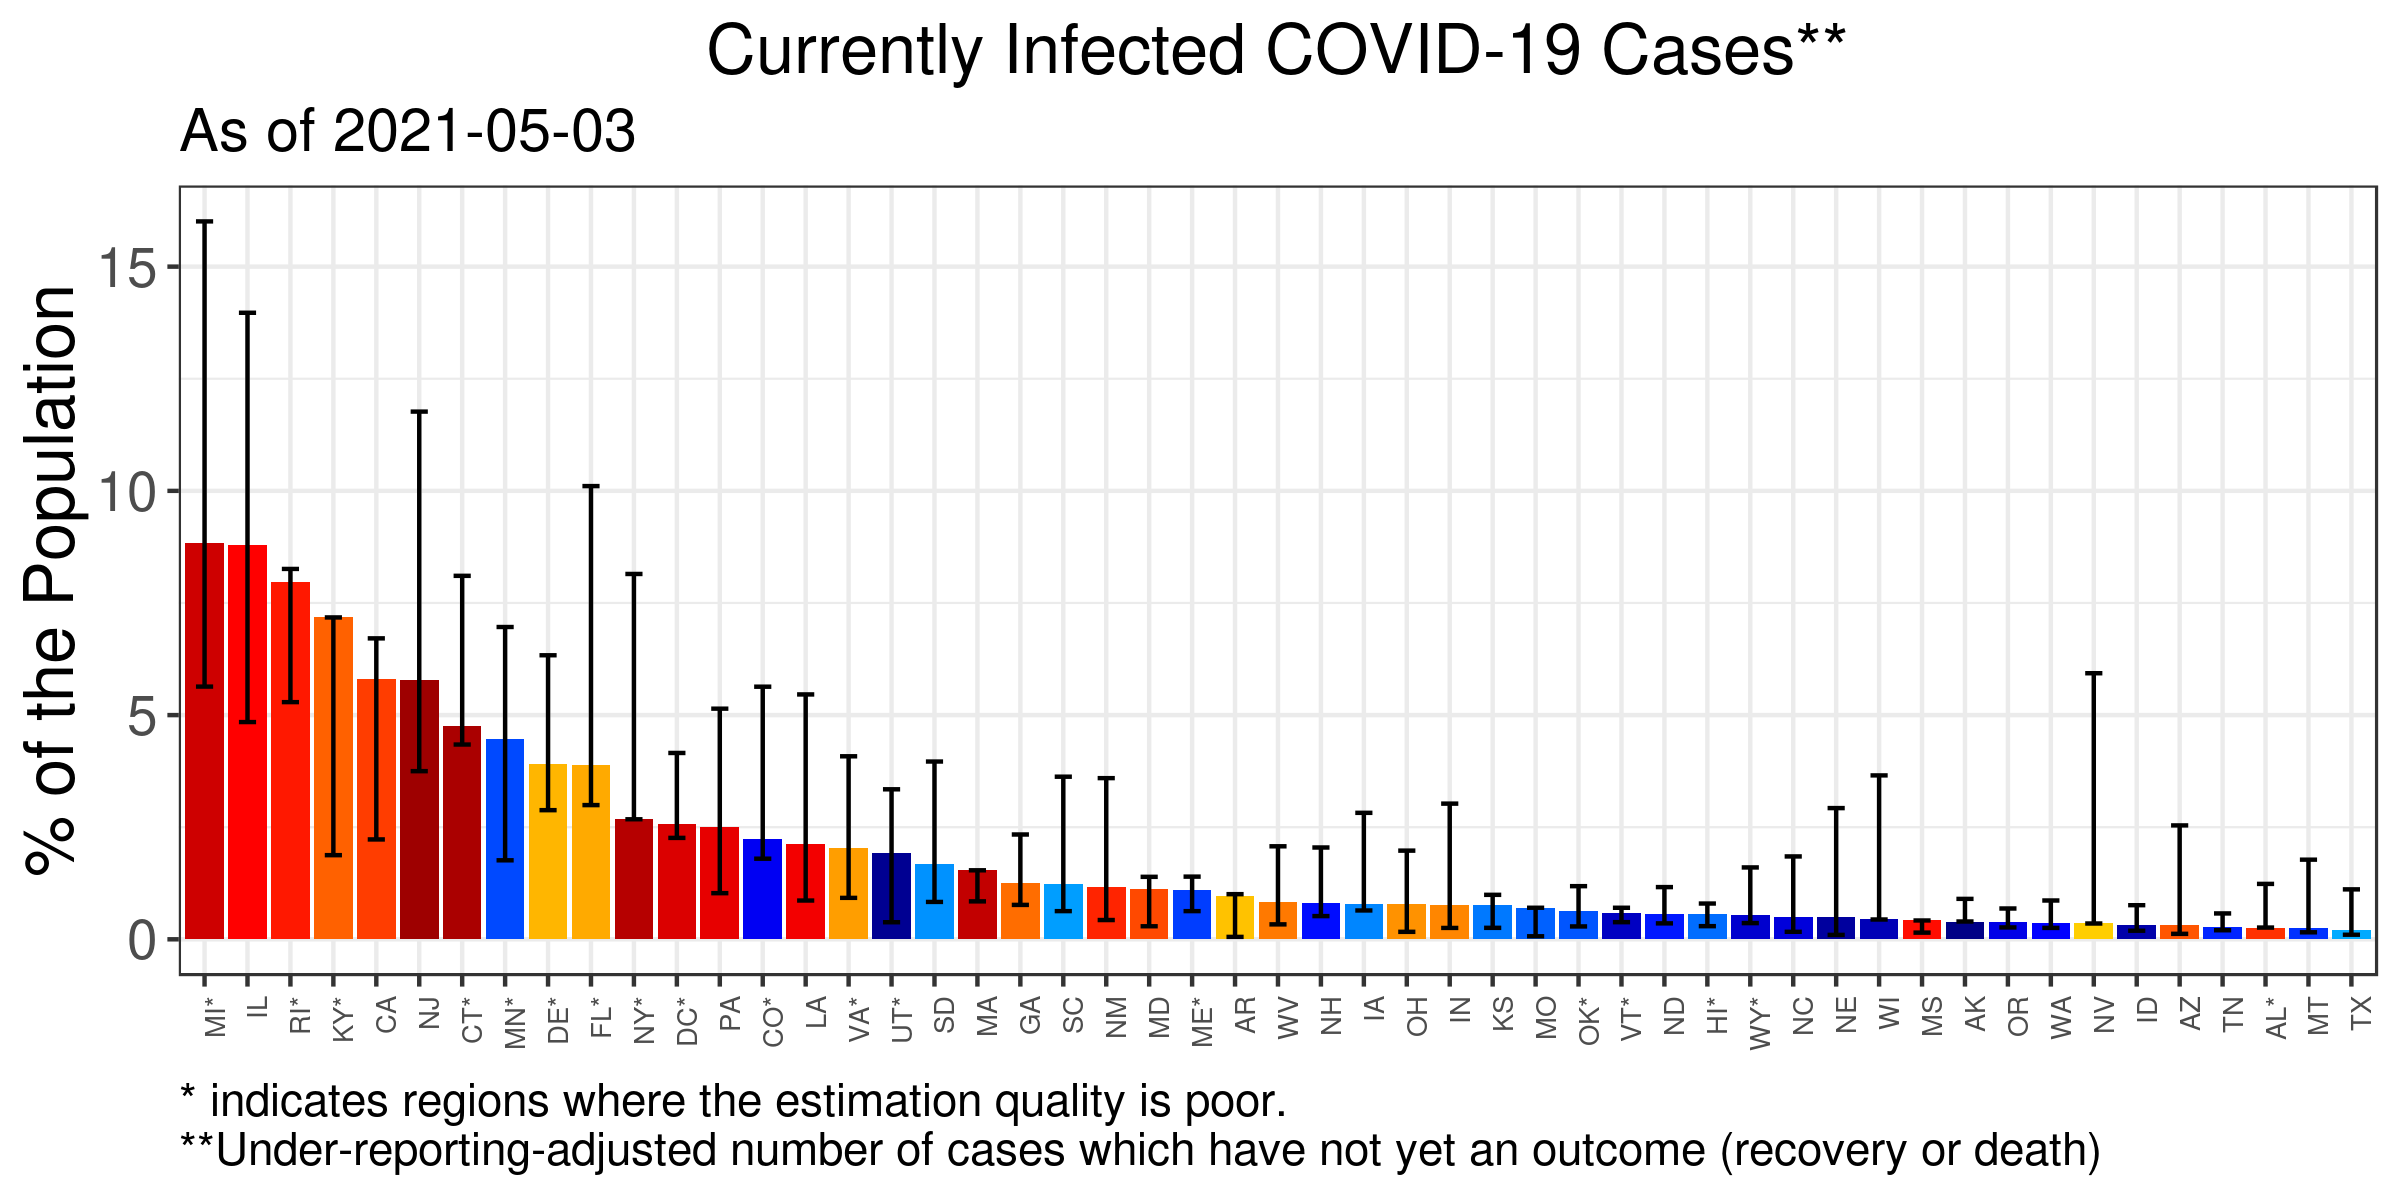 Currently Infected COVID-19 Cases**
As of 2021-05-03
% of the Population
15
10
5
0
MI*
IL
RI*
KY*
CA
NJ
CT*
MN*
DE*
FL*
NY*
DC*
PA
CO*
LA
VA*
UT*
SD
MA
GA
SC
NM
MD
ME*
AR
WV
NH
IA
OH
IN
KS
MO
OK*
VT*
ND
HI*
WY*
NC
NE
WI
MS
AK
OR
WA
NV
ID
AZ
TN
AL*
MT
TX
* indicates regions where the estimation quality is poor.
**Under-reporting-adjusted number of cases which have not yet an outcome (recovery or death)